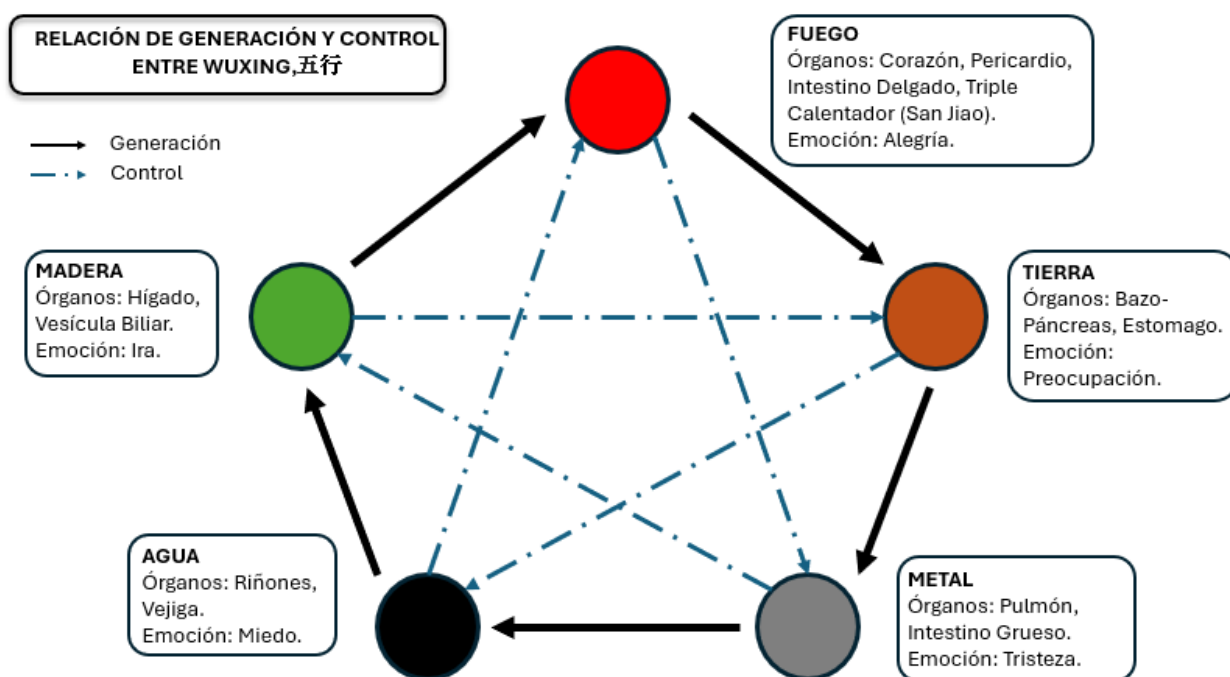 RELACIÓN DE GENERACIÓN Y CONTROL
ENTRE WUXING,五行
Generación
Control
FUEGO
Órganos: Corazón, Pericardio,
Intestino Delgado, Triple
Calentador (San Jiao).
Emoción: Alegría.
MADERA
Órganos: Hígado,
Vesícula Biliar.
Emoción: Ira.
TIERRA
Órganos: Bazo-
Páncreas, Estomago.
Emoción:
Preocupación.
AGUA
Órganos: Riñones,
Vejiga.
Emoción: Miedo.
METAL
Órganos: Pulmón,
Intestino Grueso.
Emoción: Tristeza.